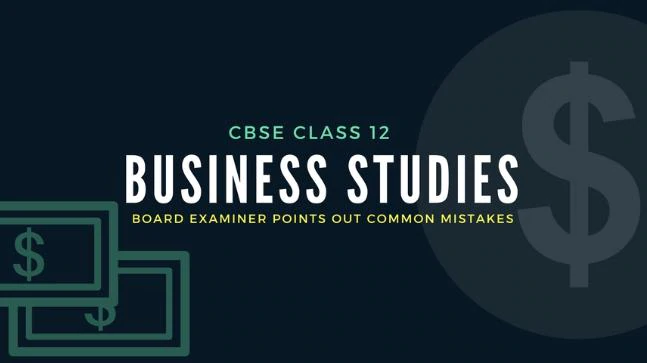 CBSE CLASS 12
BUSINESS STUDIES
BOARD EXAMINER POINTS OUT COMMON MISTAKES
$
$
$